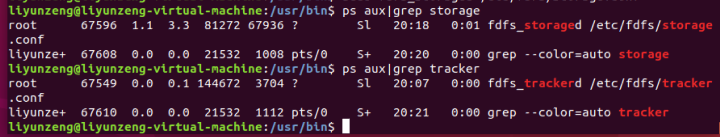 liyunzeng@liyunzeng-virtual-machine:/usr/bin$ ps aux|grep storage
root      67596  1.1  3.3  81272 67936 ?        Sl   20:18   0:01 fdfs_storaged /etc/fdfs/storage
.conf
liyunze+  67608  0.0  0.0  21532  1008 pts/0    S+   20:20   0:00 grep --color=auto storage
liyunzeng@liyunzeng-virtual-machine:/usr/bin$ ps aux|grep tracker
root      67549  0.0  0.1 144672  3704 ?        Sl   20:07   0:00 fdfs_trackerd /etc/fdfs/tracker
.conf
liyunze+  67610  0.0  0.0  21532  1112 pts/0    S+   20:21   0:00 grep --color=auto tracker
liyunzeng@liyunzeng-virtual-machine:/usr/bin$